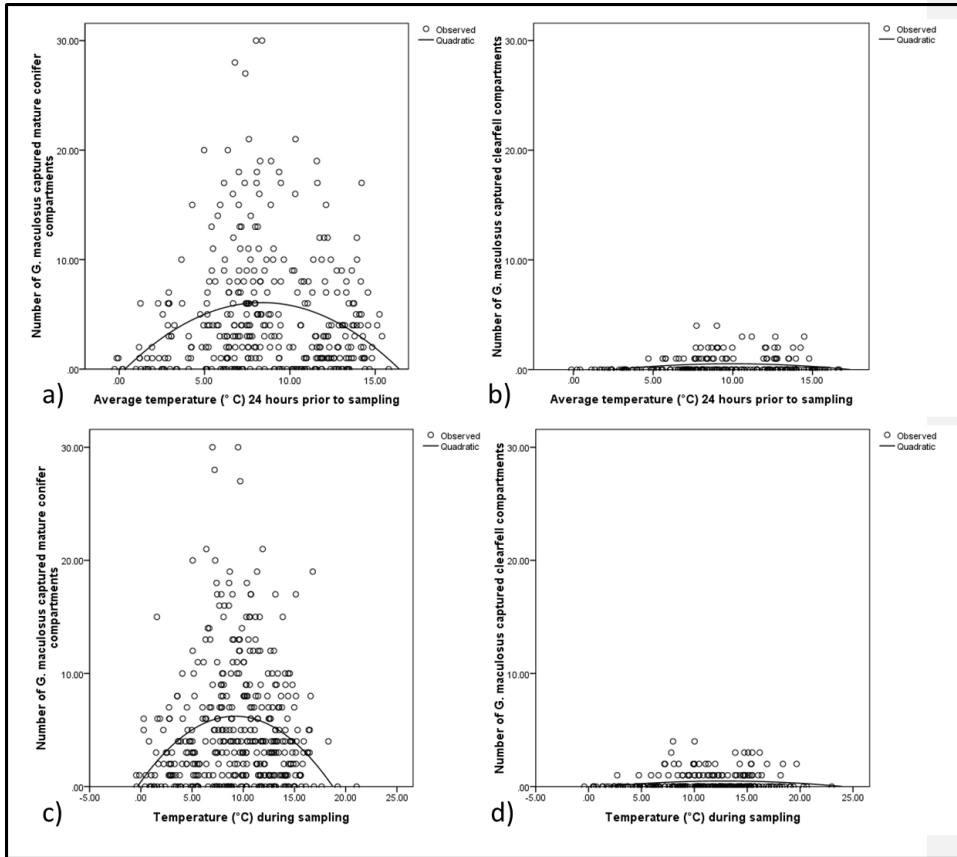 Number of G. maculosus captured mature conifer
compartments
30.00
20.00
10.00
.00
.00
5.00
10.00
15.00
Observed
Quadratic
a)
Average temperature (° C) 24 hours prior to sampling
Number of G. maculosus captured clearfell compartments
30.00
20.00
10.00
.00
.00
5.00
10.00
15.00
Observed
Quadratic
b)
Average temperature (°C) 24 hours prior to sampling
Number of G. maculosus captured mature conifer
compartments
30.00
20.00
10.00
.00
-5.00
.00
5.00
10.00
15.00
20.00
25.00
Observed
Quadratic
c)
Temperature (°C) during sampling
Number of G. maculosus captured clearfell compartments
30.00
20.00
10.00
.00
-5.00
.00
5.00
10.00
15.00
20.00
25.00
Observed
Quadratic
d)
Temperature (°C) during sampling